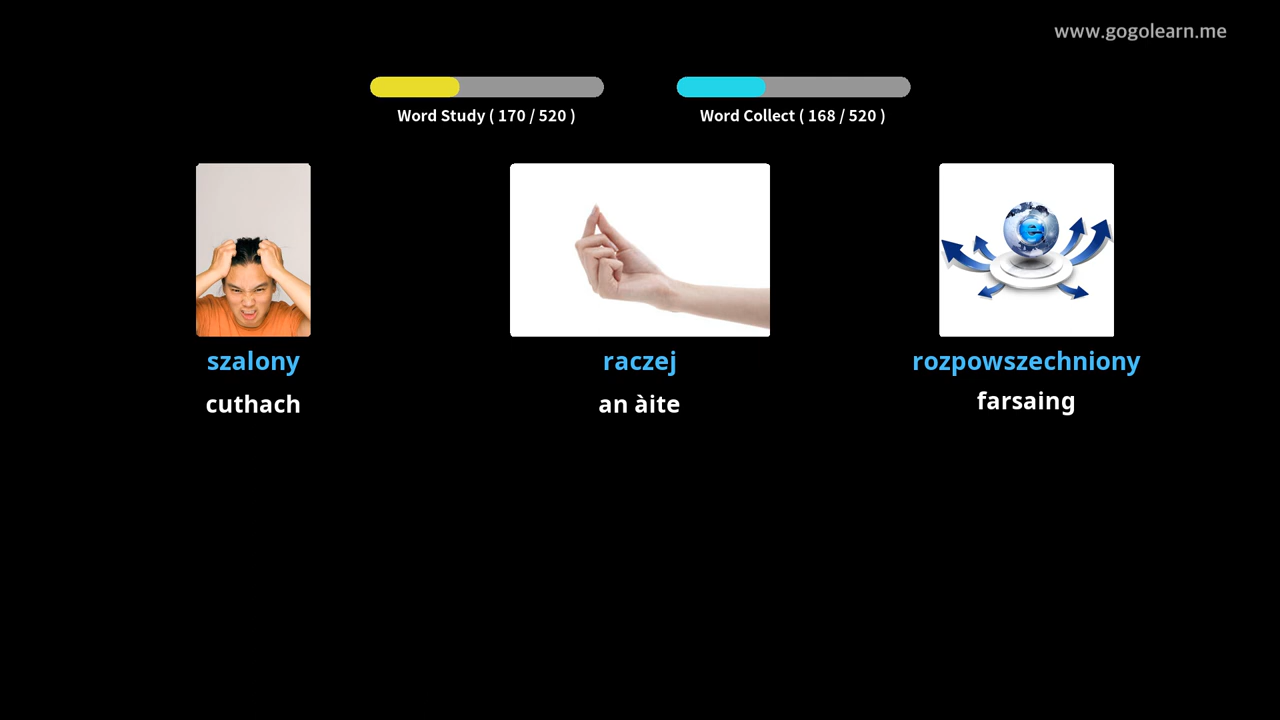 www.gogolearn.me
Word Study ( 170 / 520 )
Word Collect ( 168 / 520 )
szalony
raczej
rozpowszechniony
cuthach
an àite
farsaing